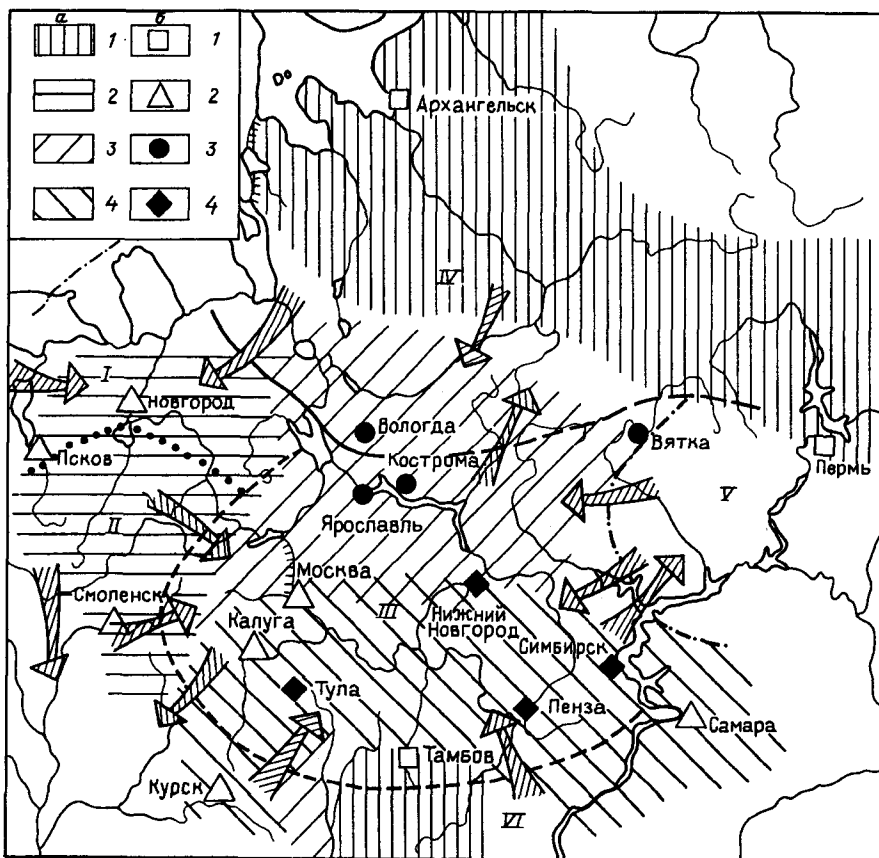 а б
1 1
2 2
3 3
4 4
Архангельск
IV
I
Новгород
Вологда
Вятка
Псков
Кострома
Пермь
V
Ярославль
II
Москва
Смоленск
III
Нижний
Новгород
Калуга
Симбирск
Тула
Пенза
Самара
Тамбов
Курск
VI